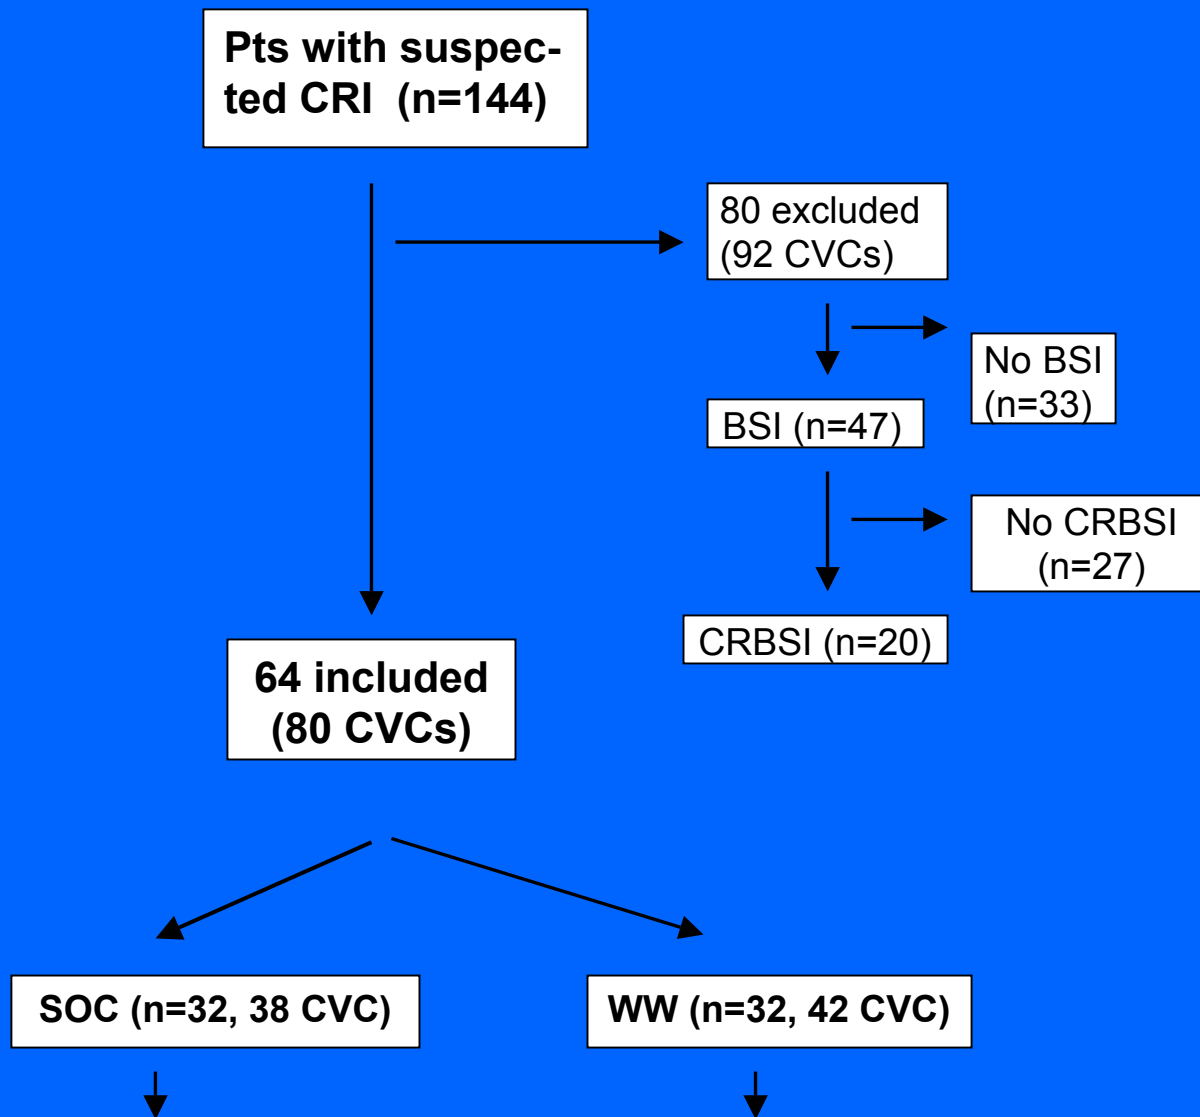 Pts with suspec-
ted CRI (n=144)
80 excluded
(92 CVCs)
No BSI
(n=33)
BSI (n=47)
No CRBSI
(n=27)
CRBSI (n=20)
64 included
(80 CVCs)
SOC (n=32, 38 CVC)
WW (n=32, 42 CVC)